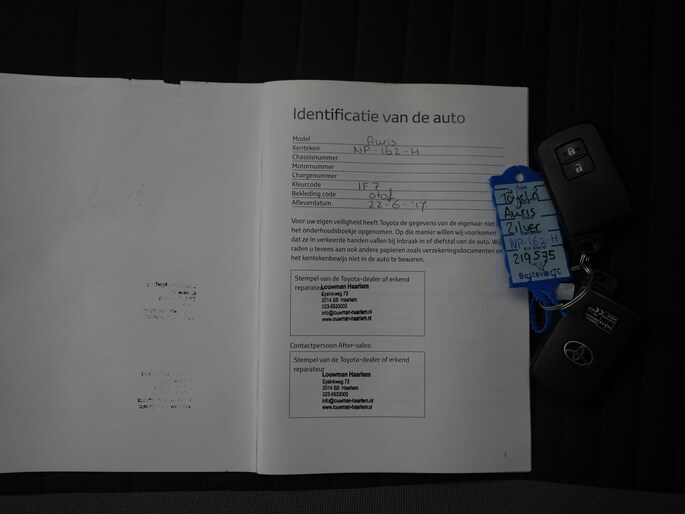 Identificatie van de auto
Model Auris
Kenteken NP-162-H
Chassisnummer
Motornummer
Chargenummer
Kleurcode 1F7
Bekleding code stof
Afleverdatum 22-6-'17
Voor uw eigen veiligheid heeft Toyota de gegevens van de eigenaar niet in
het onderhoudsboekje opgenomen. Op die manier willen wij voorkomen
dat ze in verkeerde handen vallen bij inbraak in of diefstal van de auto. Wij
raden u tevens aan ook andere papieren zoals verzekeringsdocumenten en
het kentekenbewijs niet in de auto te bewaren.
Stempel van de Toyota-dealer of erkend
reparateur
Louwman Haarlem
Eysinkweg 73
2014 SB Haarlem
023-5533000
info@louwman-haarlem.nl
www.louwman-haarlem.nl
Contactpersoon After-sales:
Stempel van de Toyota-dealer of erkend
reparateur
Louwman Haarlem
Eysinkweg 73
2014 SB Haarlem
023-5533000
info@louwman-haarlem.nl
www.louwman-haarlem.nl
Toyota
Auris
Zilver
NP-162-H
219575